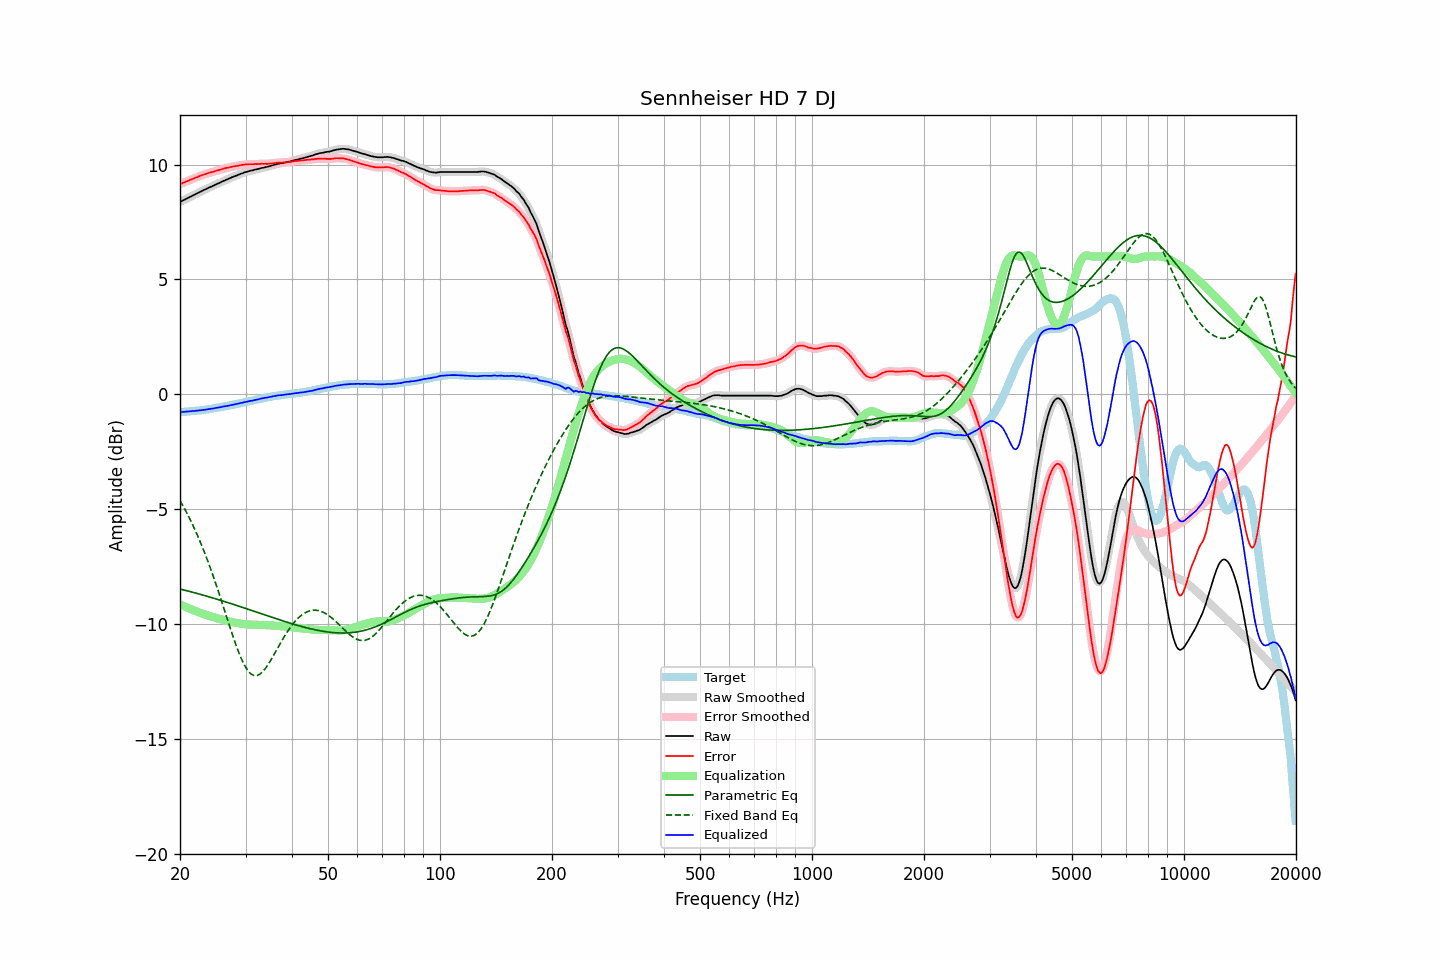 Sennheiser HD 7 DJ
Amplitude (dBr)
10
5
0
−5
−10
−15
−20
Target
Raw Smoothed
Error Smoothed
Raw
Error
Equalization
Parametric Eq
Fixed Band Eq
Equalized
20 50 100 200 500 1000 2000 5000 10000 20000
Frequency (Hz)